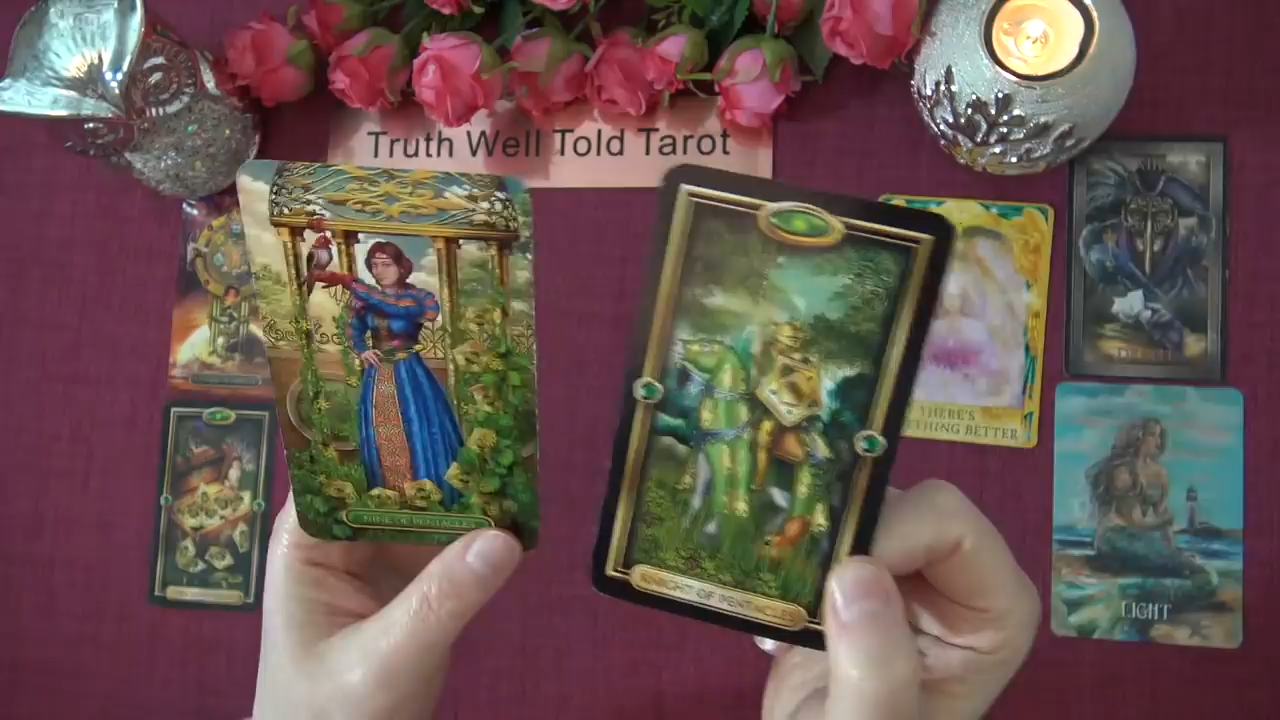 Truth Well Told Tarot
THERE'S
THING BETTER
DEATH
NINE OF PENTACLES
KNIGHT OF PENTACLES
LIGHT